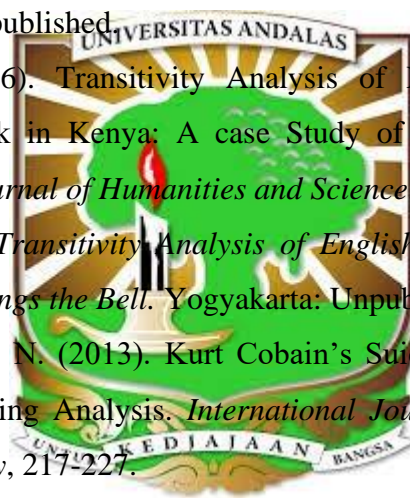 published
UNIVERSITAS ANDALAS
6). Transitivity Analysis of
k in Kenya: A case Study of
urnal of Humanities and Science
Transitivity Analysis of English
ngs the Bell. Yogyakarta: Unpub
N. (2013). Kurt Cobain's Sui
ing Analysis. International Jou
UNTUK KEDJAJAAN BANGSA
, 217-227.